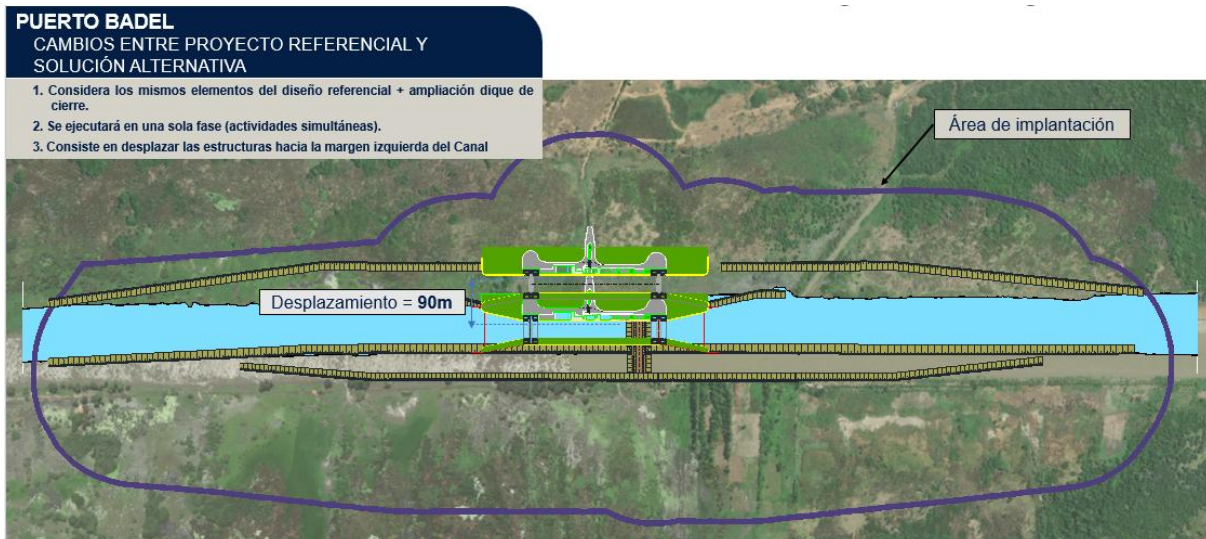 PUERTO BADEL
CAMBIOS ENTRE PROYECTO REFERENCIAL Y
SOLUCIÓN ALTERNATIVA
1. Considera los mismos elementos del diseño referencial + ampliación dique de
cierre.
2. Se ejecutará en una sola fase (actividades simultáneas).
3. Consiste en desplazar las estructuras hacia la margen izquierda del Canal
Área de implantación
Desplazamiento = 90m